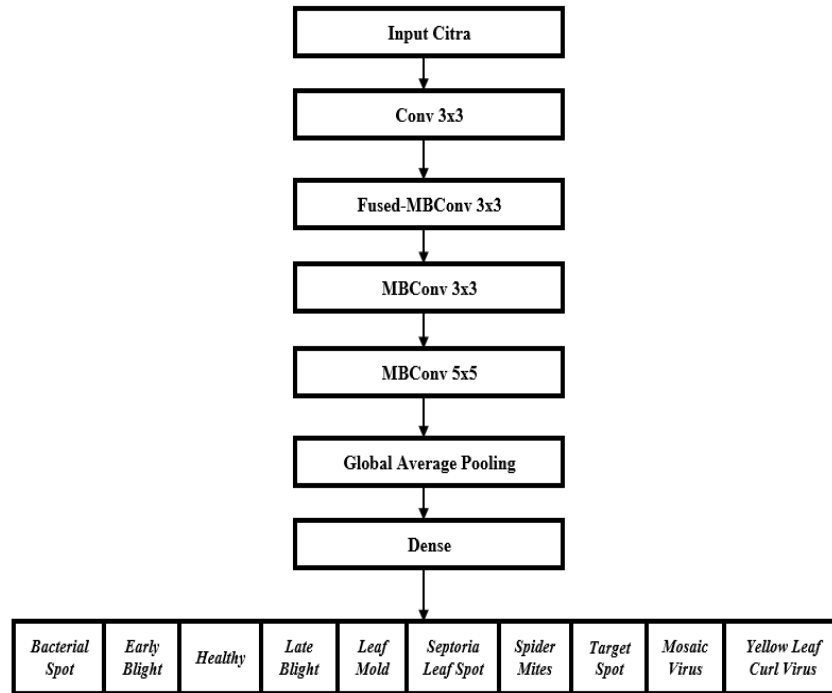 Input Citra
Conv 3x3
Fused-MBConv 3x3
MBConv 3x3
MBConv 5x5
Global Average Pooling
Dense
Bacterial
Spot
Early
Blight
Healthy
Late
Blight
Leaf
Mold
Septoria
Leaf Spot
Spider
Mites
Target
Spot
Mosaic
Virus
Yellow Leaf
Curl Virus